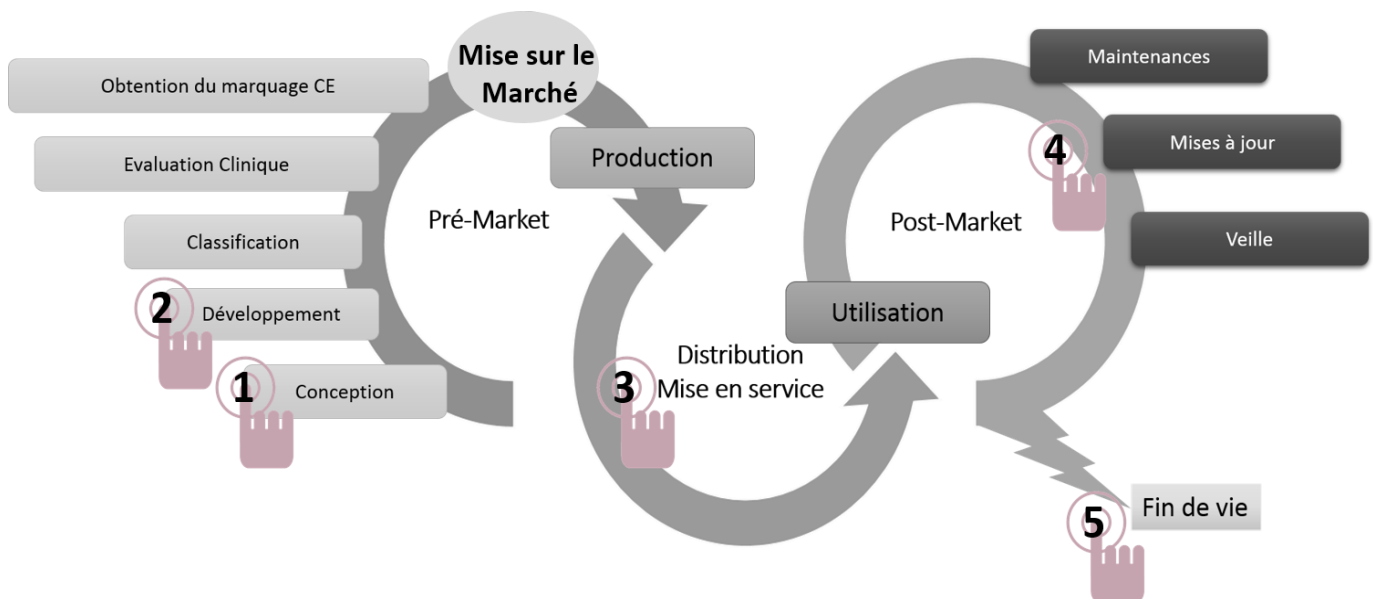 Mise sur le
Marché
Obtention du marquage CE
Evaluation Clinique
Classification
2
Développement
1
Conception
Pré-Market
Production
3
Distribution
Mise en service
Utilisation
Post-Market
Maintenances
4
Mises à jour
Veille
5
Fin de vie